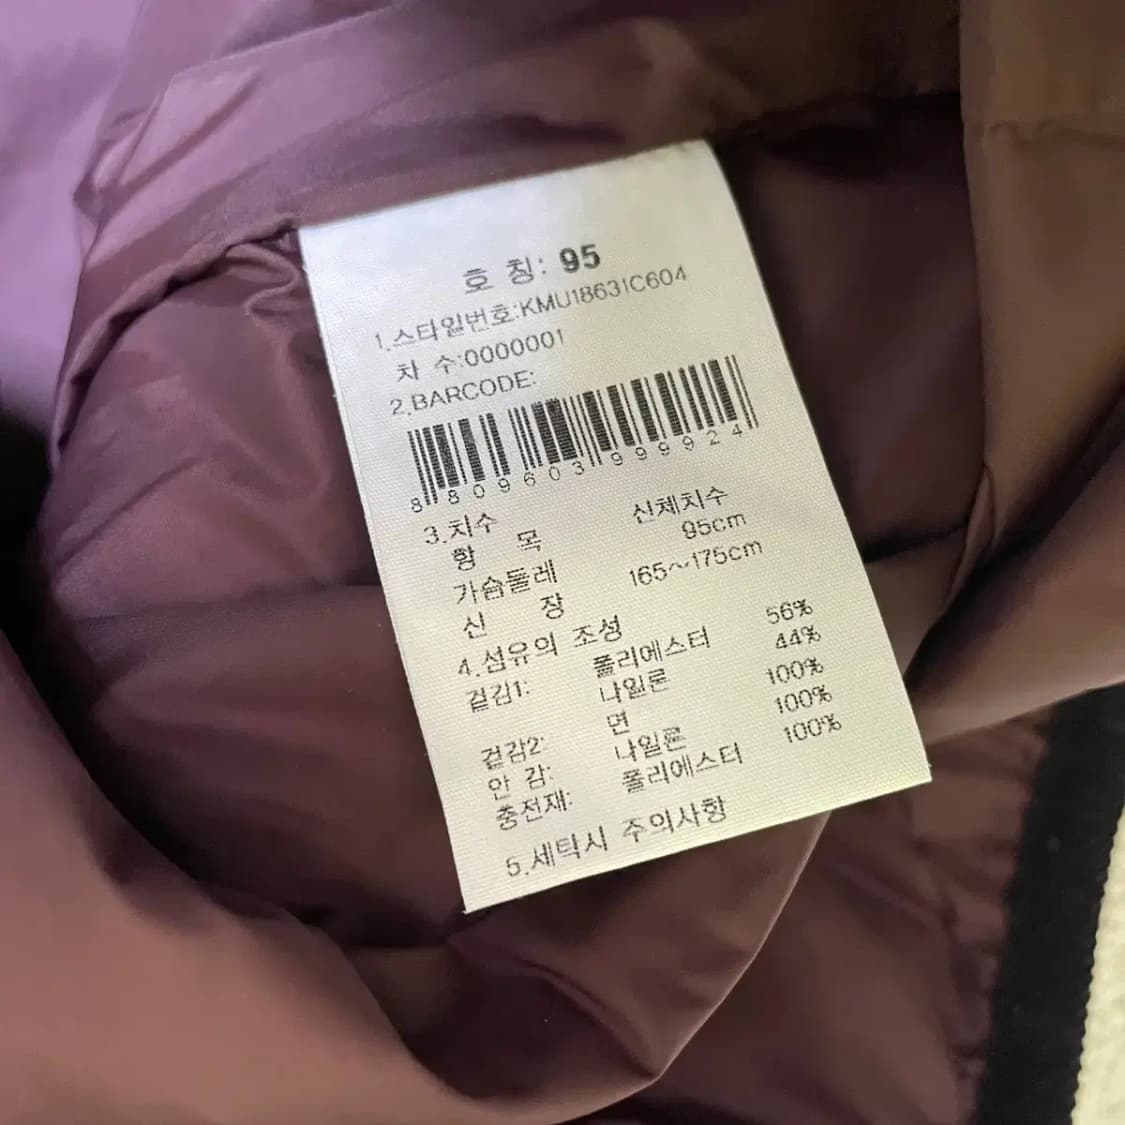 호 칭: 95
1.스타일번호:KMU18631C604
차 수:0000001
2.BARCODE:
8809603999924
3.치수
항 목 신체치수
가슴둘레 95cm
신 장 165~175cm
4.섬유의 조성
겉감1: 폴리에스터 56%
나일론 44%
겉감2: 면 100%
안 감: 나일론 100%
충전재: 폴리에스터 100%
5.세탁시 주의사항